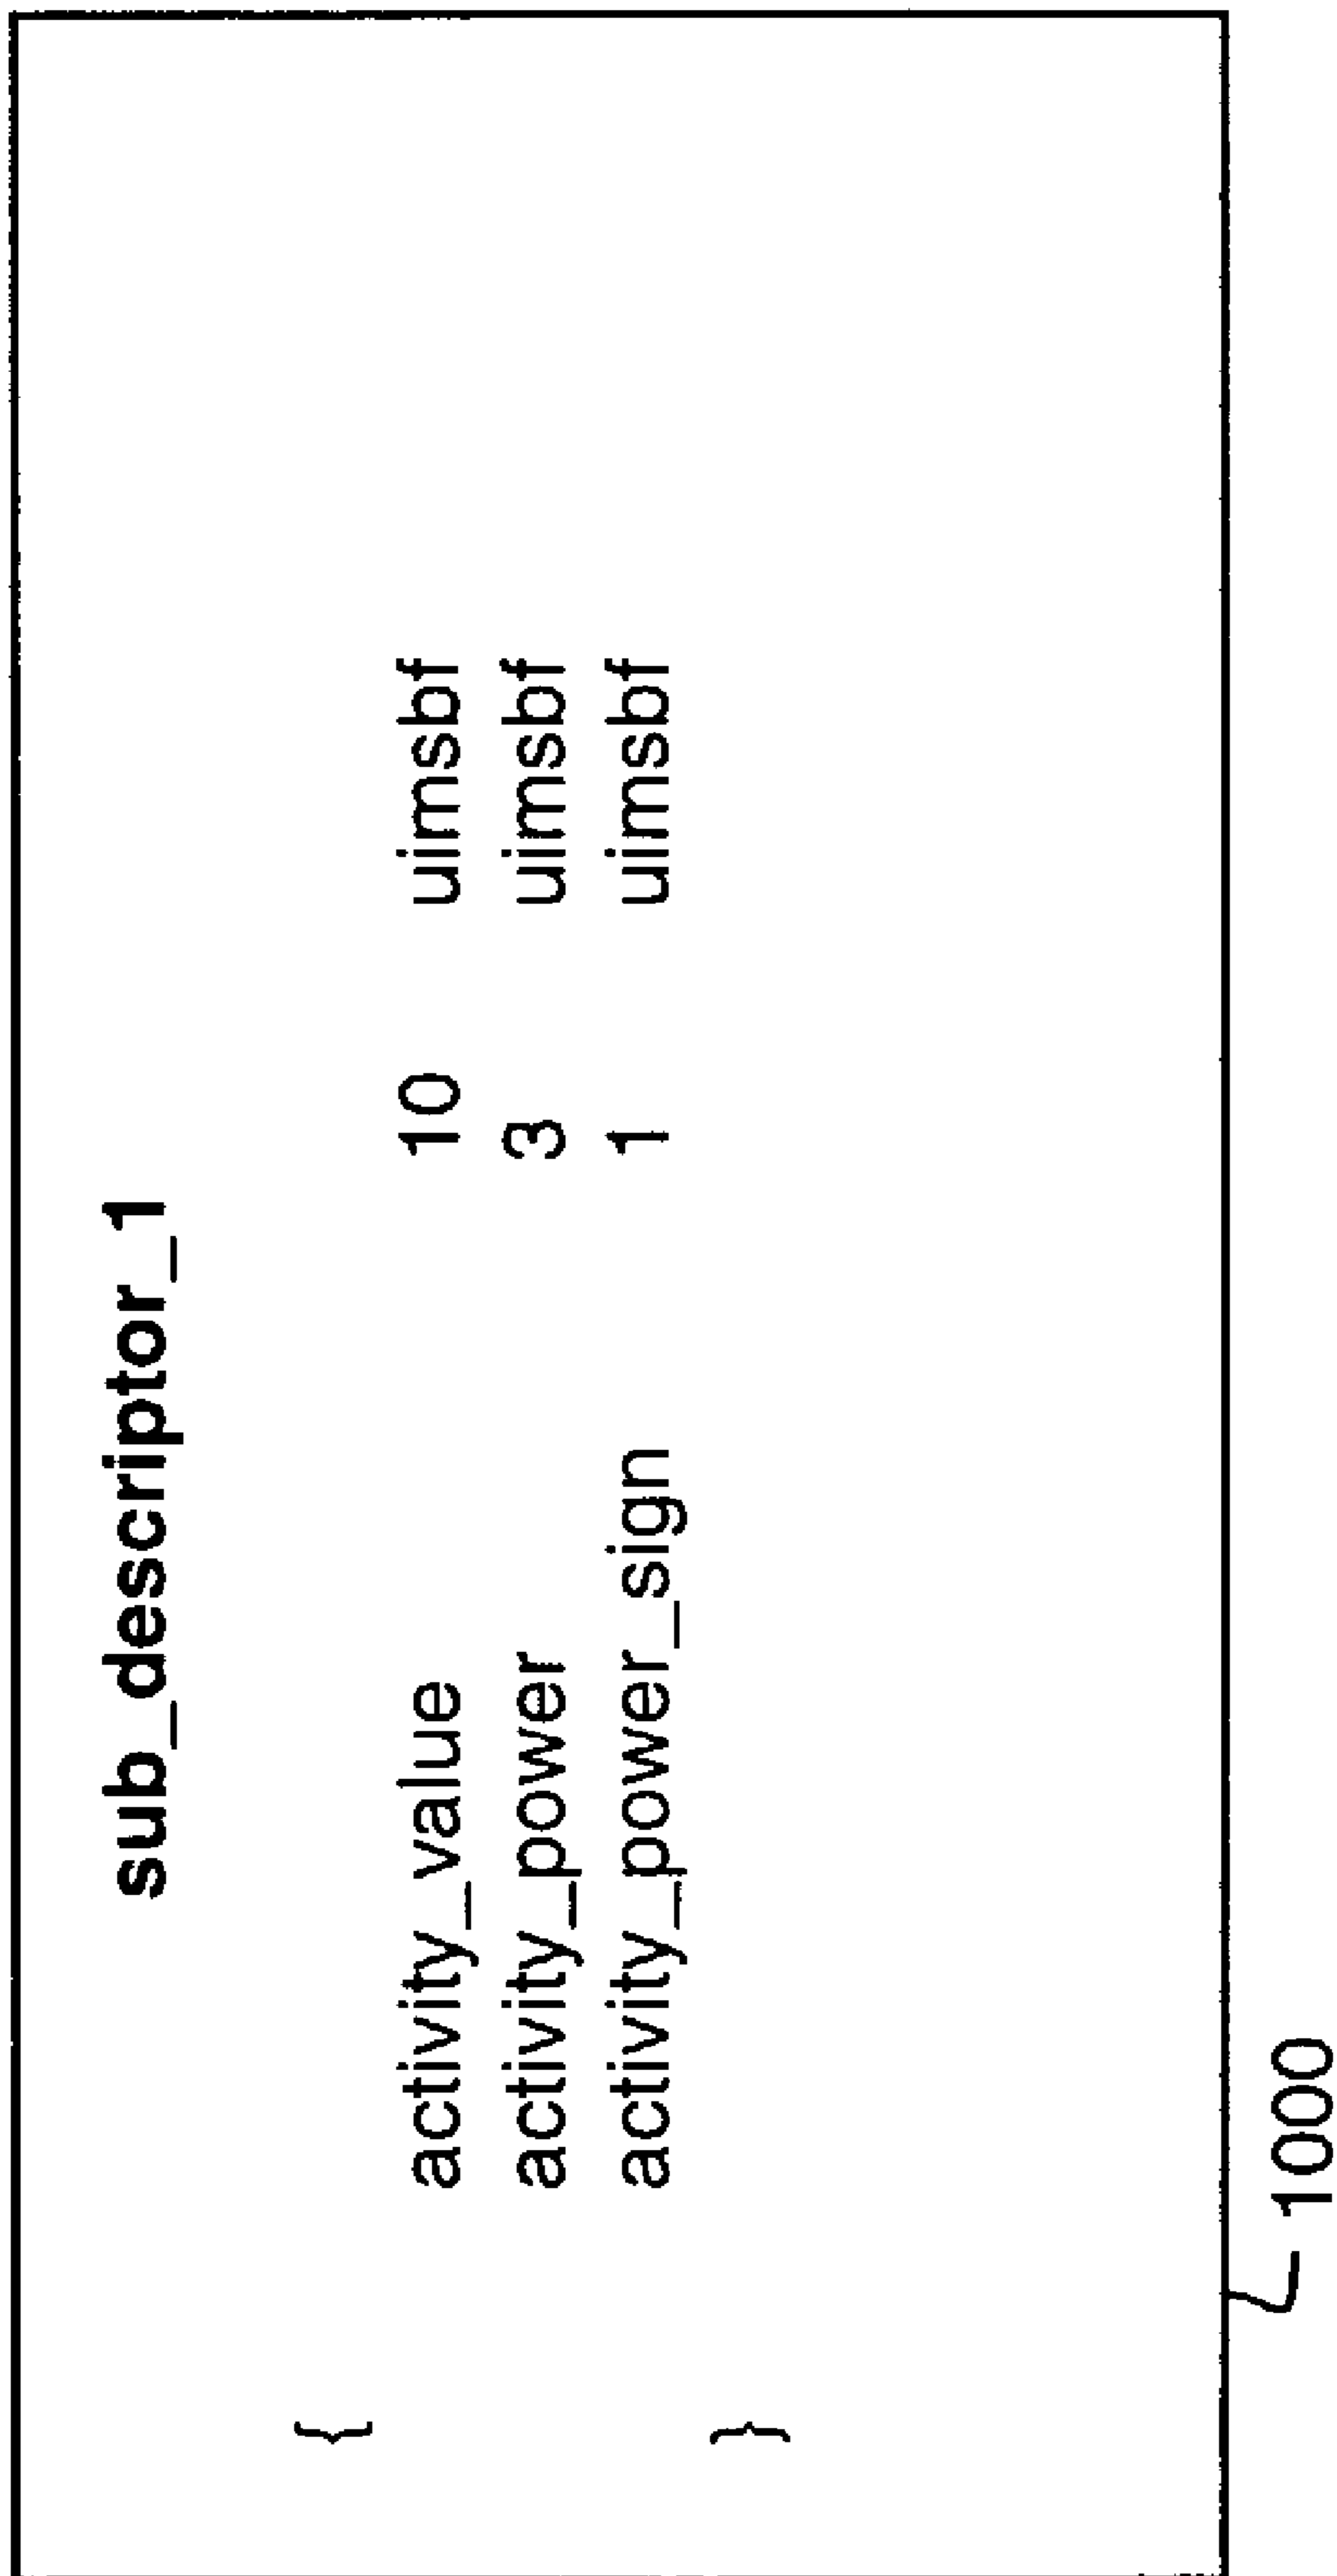 sub_descriptor_1
{
activity_value 10 uimsbf
activity_power 3 uimsbf
activity_power_sign 1 uimsbf
}
1000